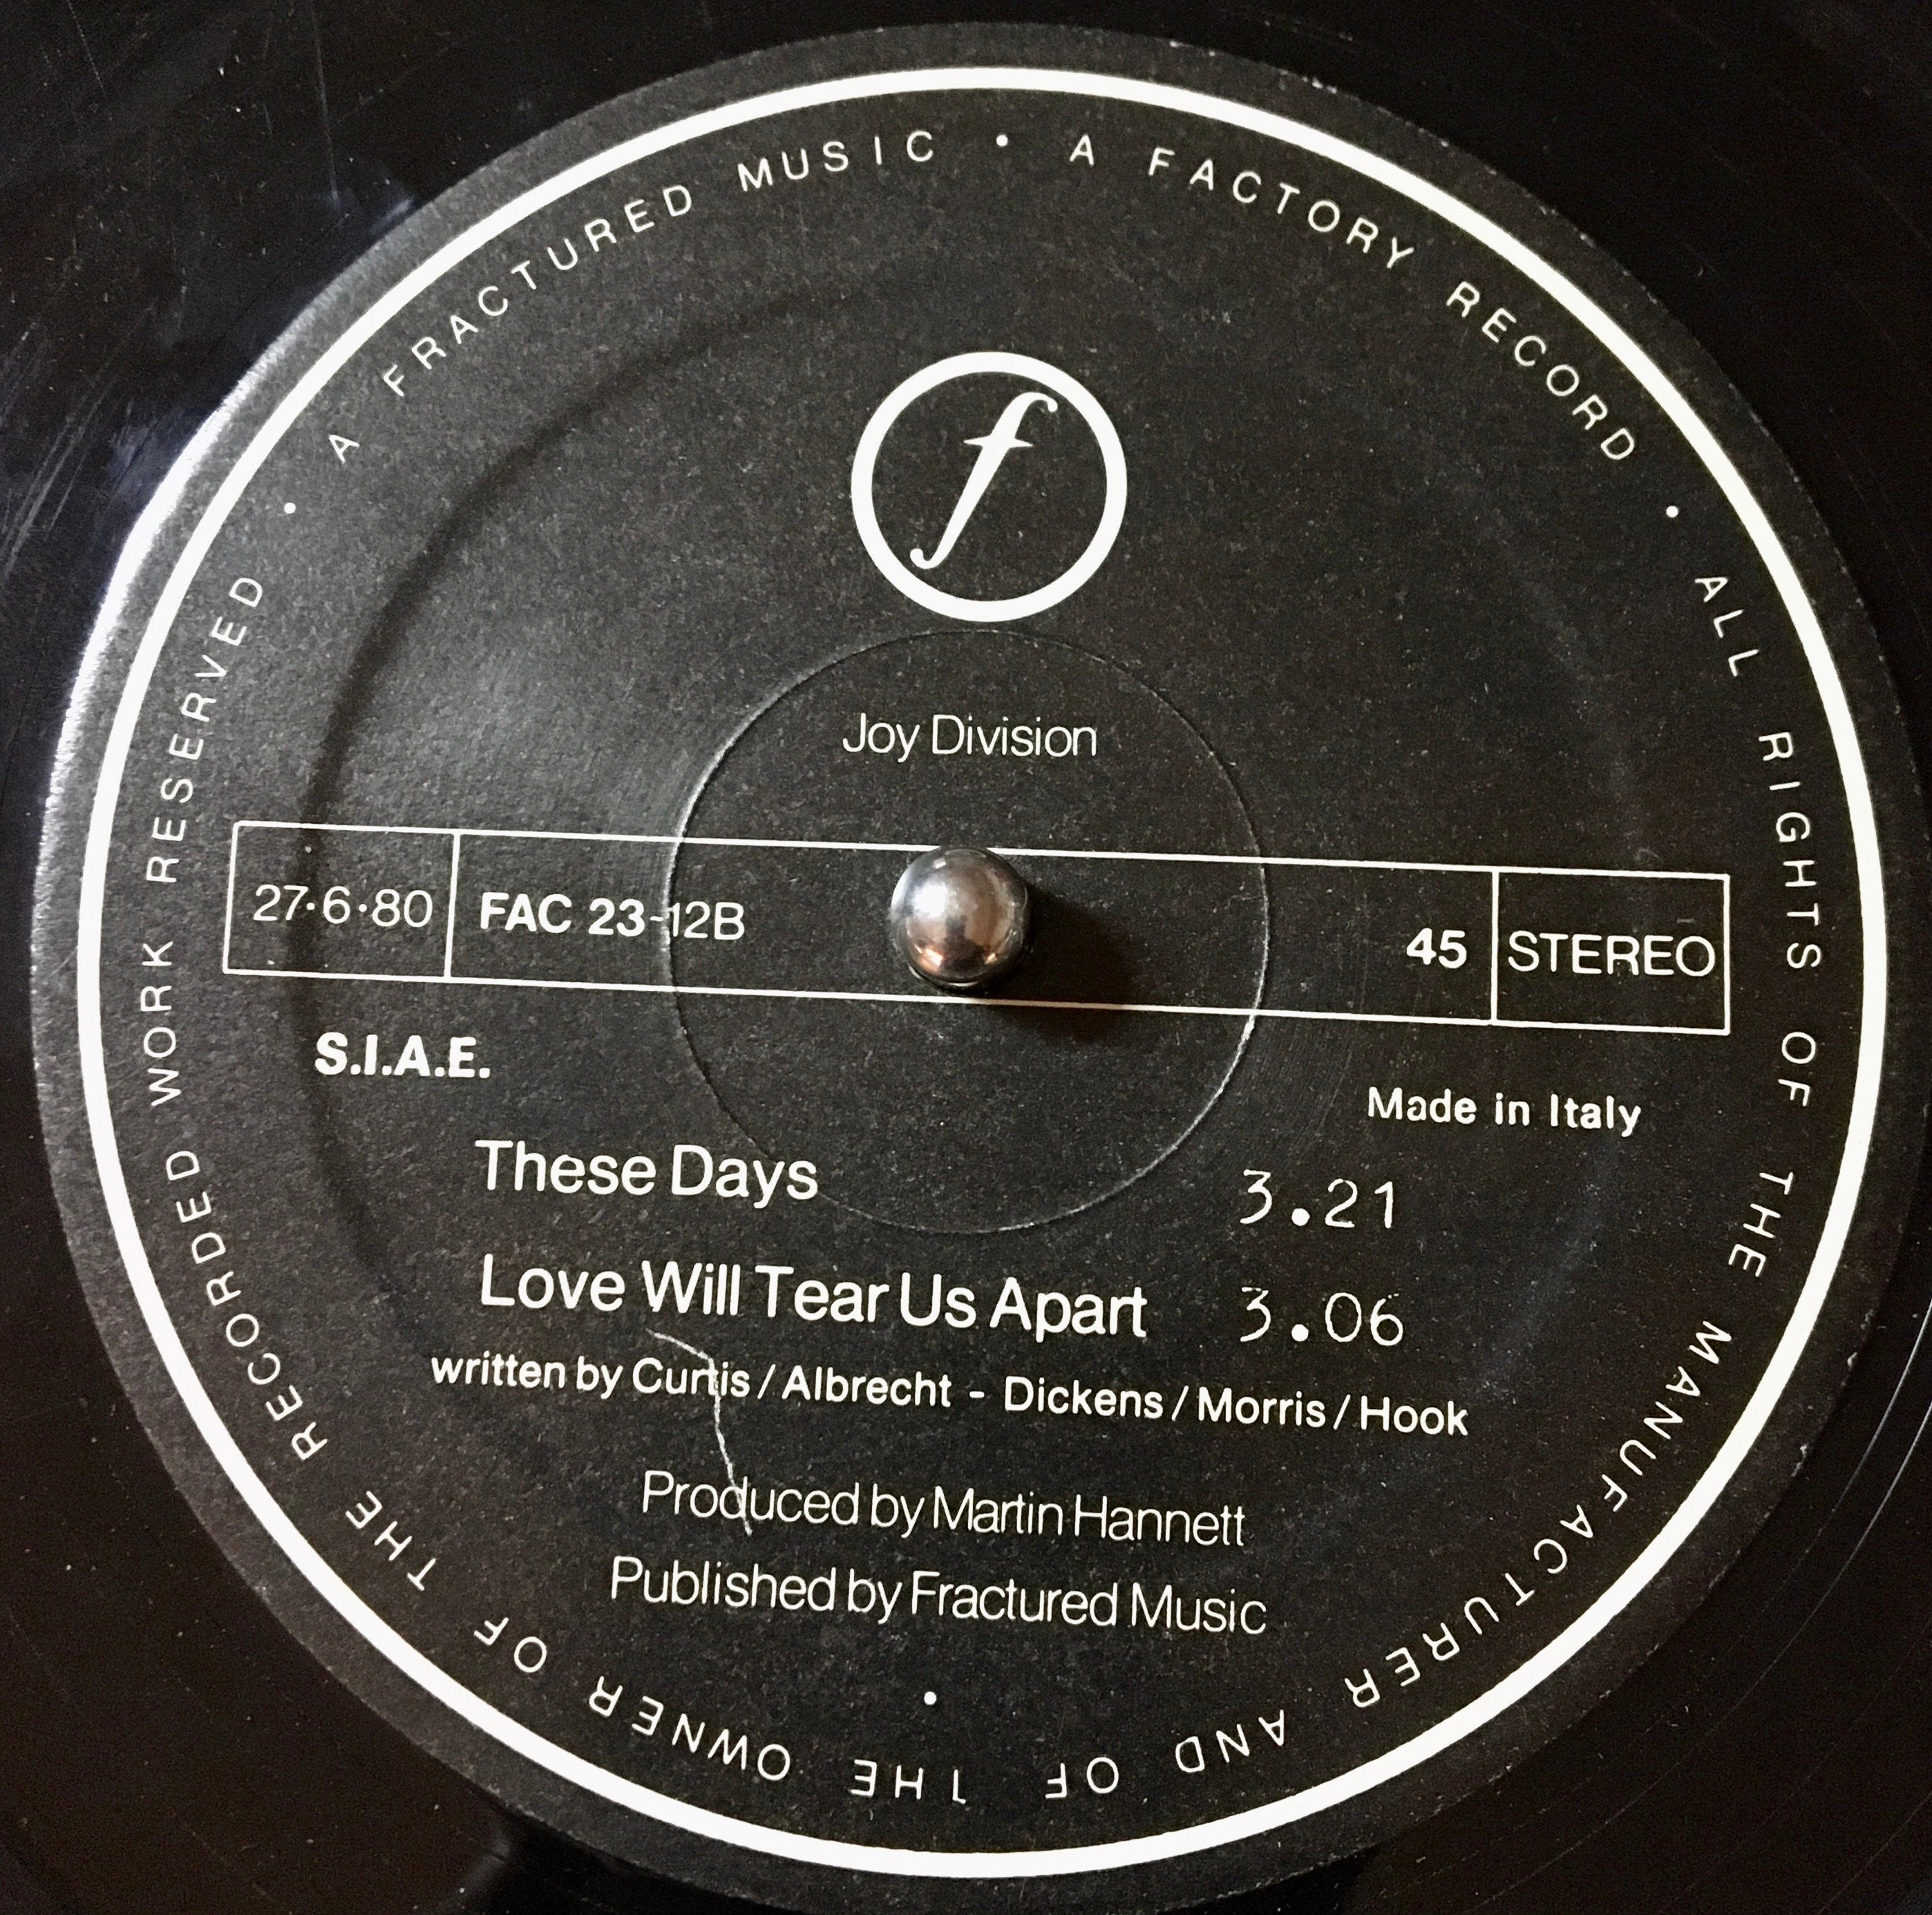 A FRACTURED MUSIC • A FACTORY RECORD • ALL RIGHTS OF THE MANUFACTURER AND OF THE OWNER OF THE RECORDED WORK RESERVED •
f
Joy Division
27•6•80 FAC 23-12B 45 STEREO
S.I.A.E.
Made in Italy
These Days 3.21
Love Will Tear Us Apart 3.06
written by Curtis / Albrecht - Dickens / Morris / Hook
Produced by Martin Hannett
Published by Fractured Music